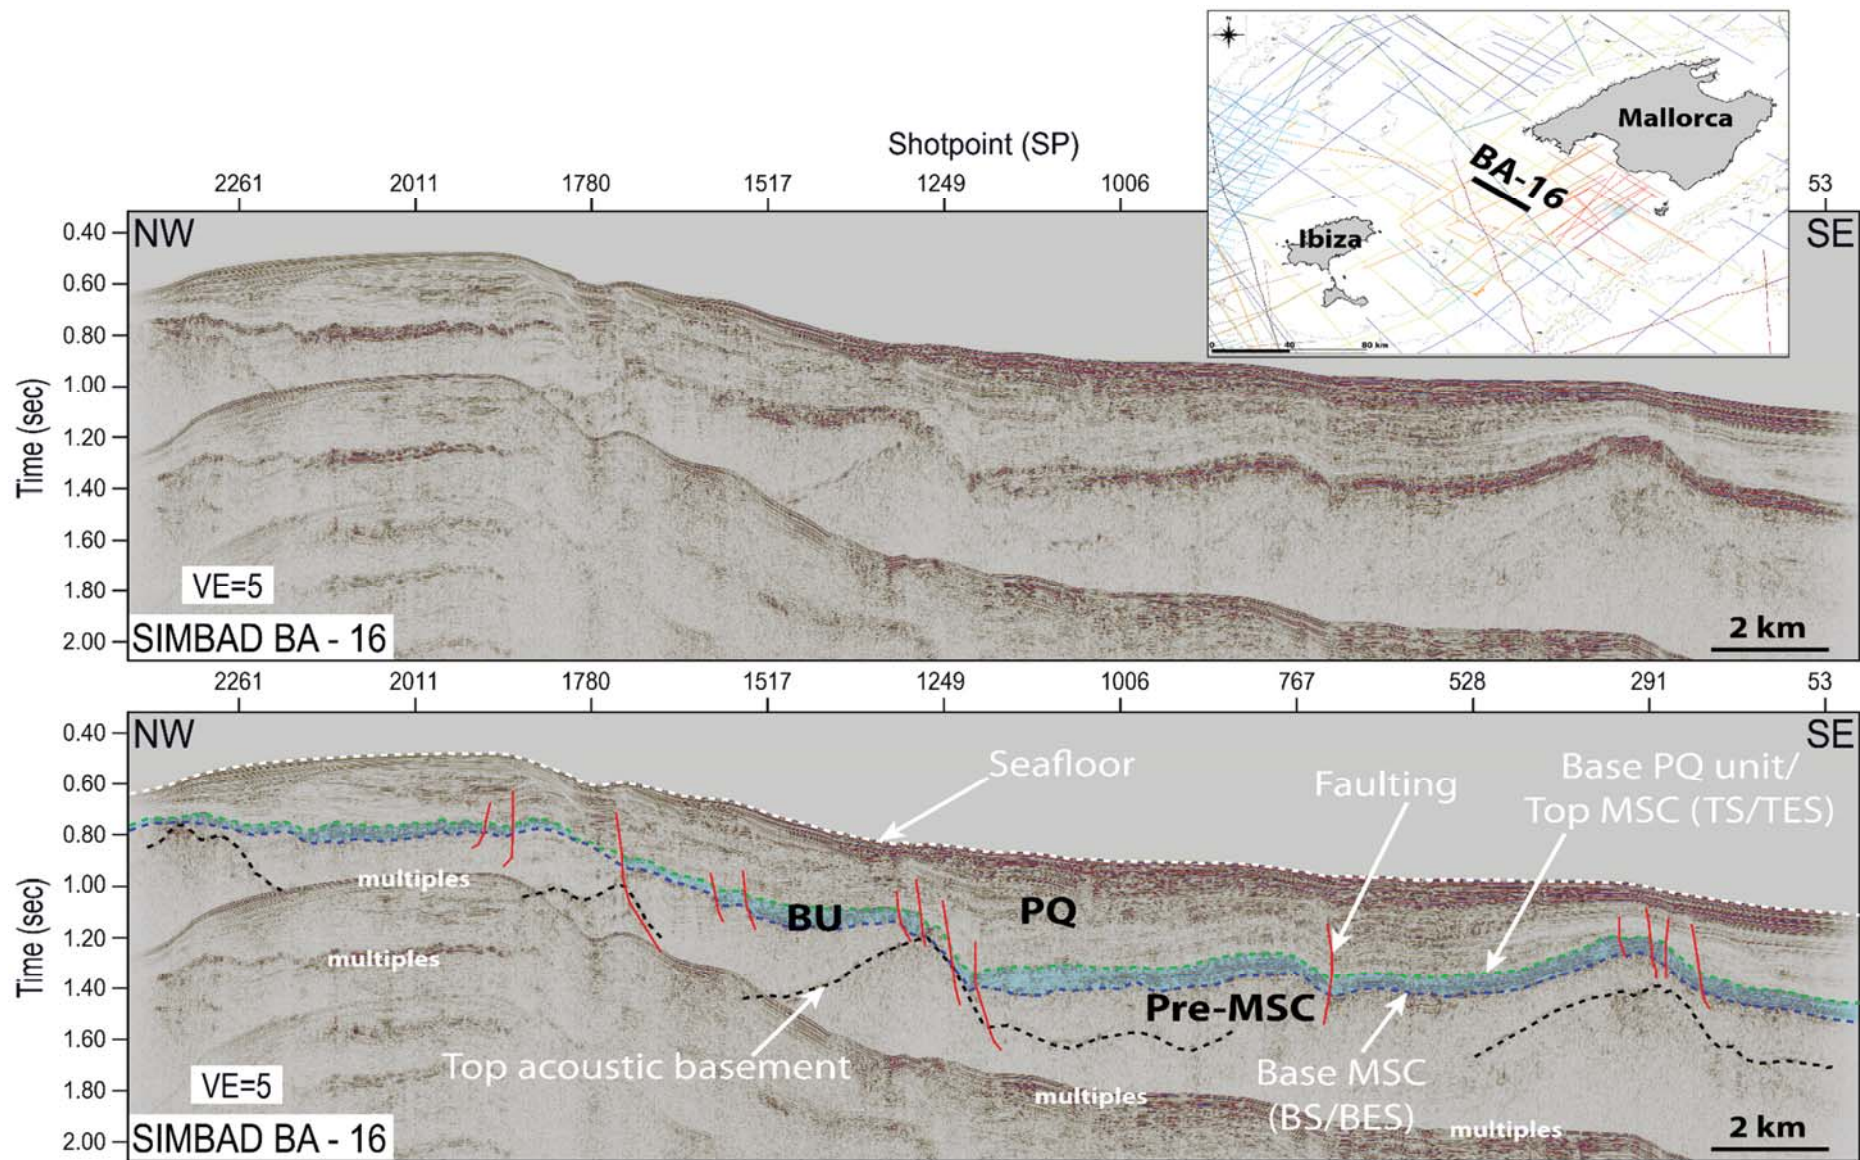 Mallorca
BA-16
Ibiza
N
0
40
80 km
Shotpoint (SP)
2261
2011
1780
1517
1249
1006
53
NW
SE
0.40
0.60
0.80
1.00
1.20
1.40
1.60
1.80
2.00
Time (sec)
VE=5
SIMBAD BA - 16
2 km
2261
2011
1780
1517
1249
1006
767
528
291
53
NW
SE
0.40
0.60
0.80
1.00
1.20
1.40
1.60
1.80
2.00
Time (sec)
Seafloor
Faulting
Base PQ unit/
Top MSC (TS/TES)
multiples
BU
PQ
multiples
Pre-MSC
Top acoustic basement
Base MSC
(BS/BES)
multiples
multiples
VE=5
SIMBAD BA - 16
2 km